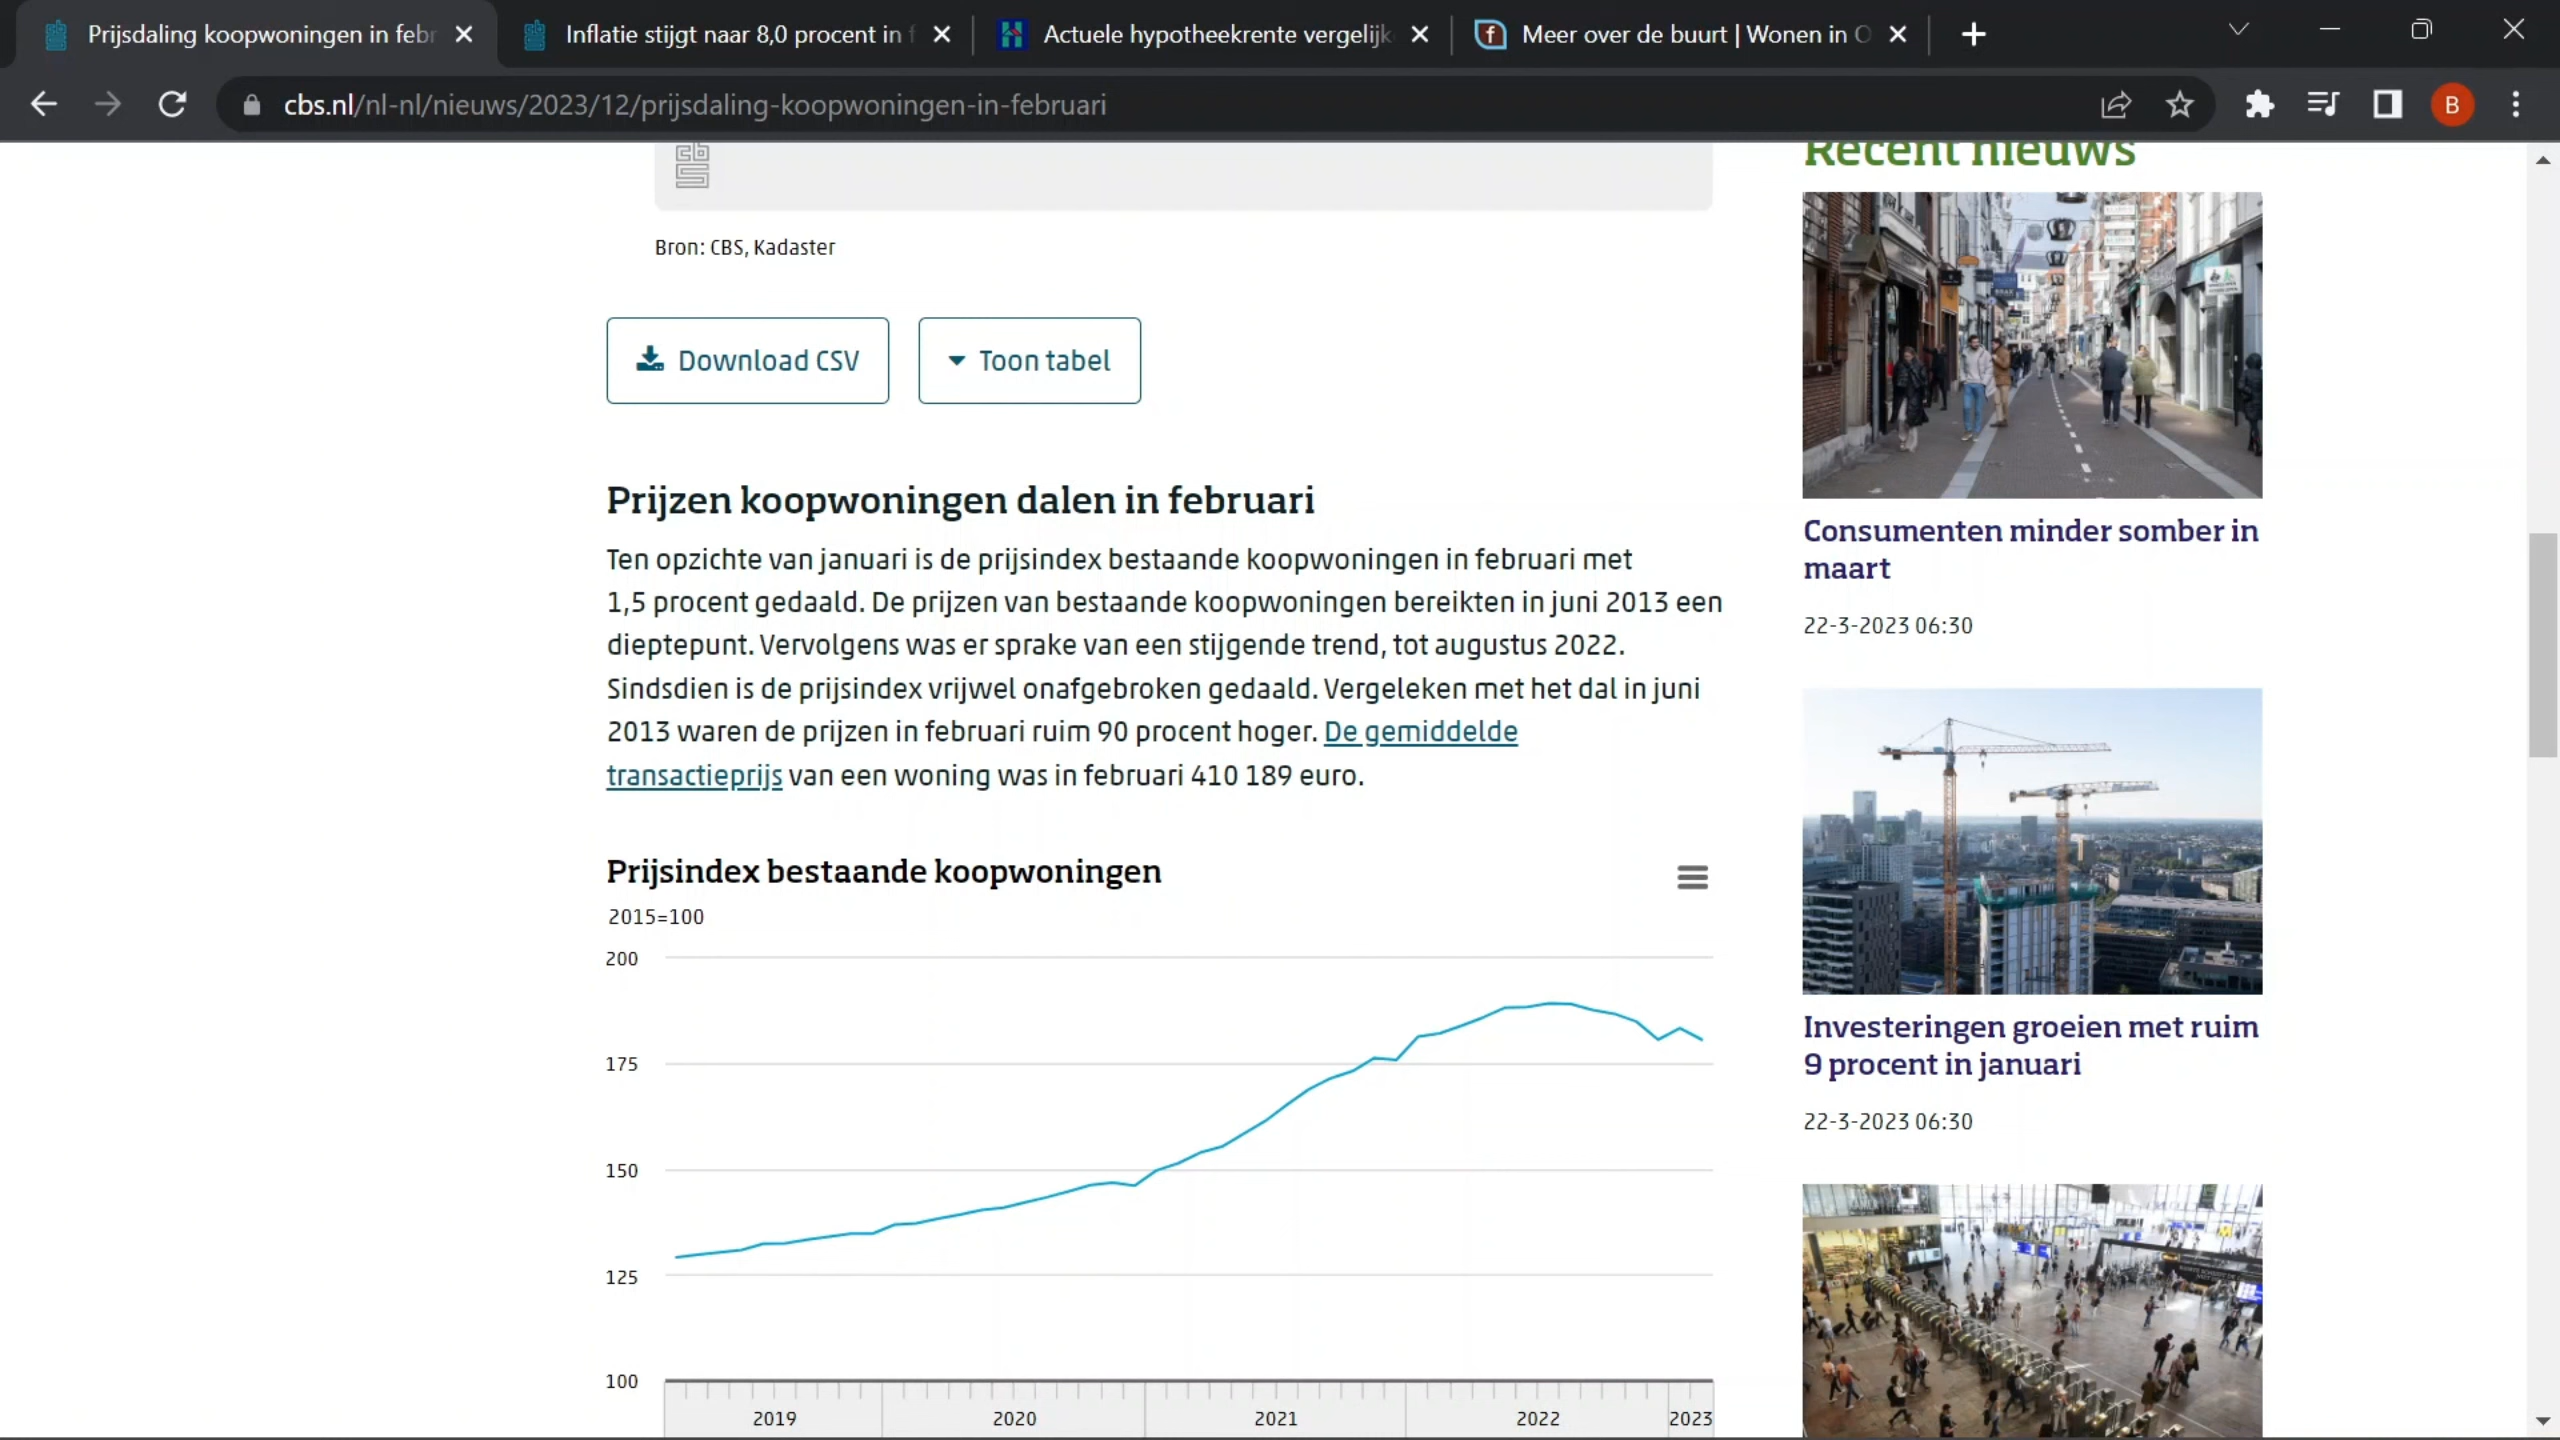 Prijsdaling koopwoningen in febr
Inflatie stijgt naar 8,0 procent in f
Actuele hypotheekrente vergelijk
Meer over de buurt | Wonen in O
cbs.nl/nl-nl/nieuws/2023/12/prijsdaling-koopwoningen-in-februari
B
Recent nieuws
Bron: CBS, Kadaster
Download CSV
Toon tabel
Prijzen koopwoningen dalen in februari
Ten opzichte van januari is de prijsindex bestaande koopwoningen in februari met
1,5 procent gedaald. De prijzen van bestaande koopwoningen bereikten in juni 2013 een
dieptepunt. Vervolgens was er sprake van een stijgende trend, tot augustus 2022.
Sindsdien is de prijsindex vrijwel onafgebroken gedaald. Vergeleken met het dal in juni
2013 waren de prijzen in februari ruim 90 procent hoger. De gemiddelde
transactieprijs van een woning was in februari 410 189 euro.
Prijsindex bestaande koopwoningen
2015=100
200
175
150
125
100
2019
2020
2021
2022
2023
Consumenten minder somber in
maart
22-3-2023 06:30
Investeringen groeien met ruim
9 procent in januari
22-3-2023 06:30